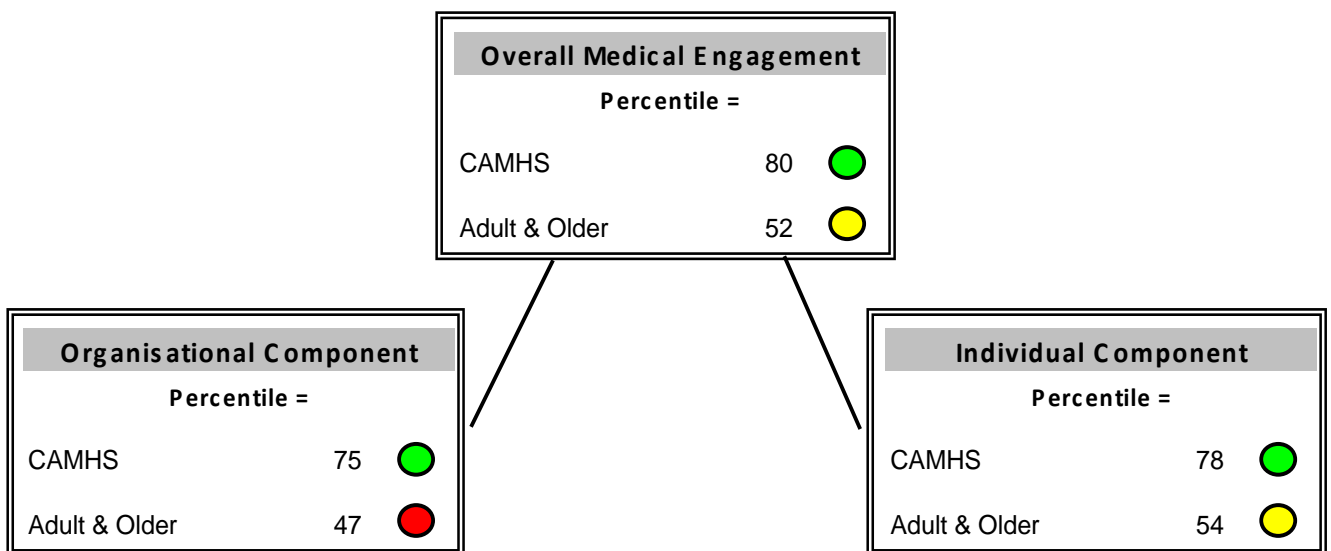 Overall Medical Engagement
Percentile =
CAMHS 80
Adult & Older 52
Organisational Component
Percentile =
CAMHS 75
Adult & Older 47
Individual Component
Percentile =
CAMHS 78
Adult & Older 54